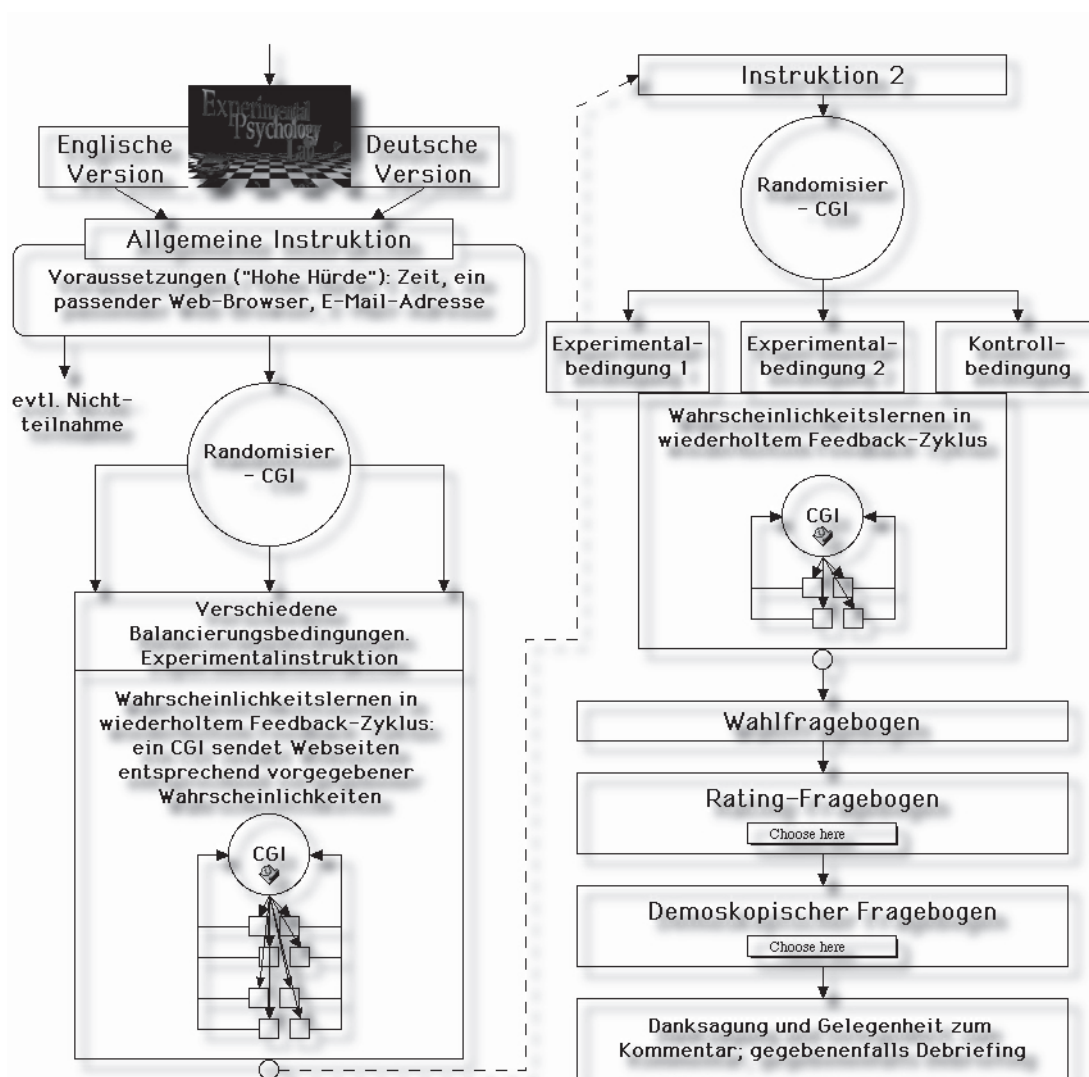 Experimental
Psychology
Lab
Englische
Version
Deutsche
Version
Allgemeine Instruktion
Voraussetzungen ("Hohe Hürde"): Zeit, ein
passender Web-Browser, E-Mail-Adresse
evtl. Nicht-
teilnahme
Randomisier
- CGI
Verschiedene
Balancierungsbedingungen.
Experimentalinstruktion
Wahrscheinlichkeitslernen in
wiederholtem Feedback-Zyklus:
ein CGI sendet Webseiten
entsprechend vorgegebener
Wahrscheinlichkeiten
CGI
Instruktion 2
Randomisier
- CGI
Experimental-
bedingung 1
Experimental-
bedingung 2
Kontroll-
bedingung
Wahrscheinlichkeitslernen in
wiederholtem Feedback-Zyklus
CGI
Wahlfragebogen
Rating-Fragebogen
Choose here
Demoskopischer Fragebogen
Choose here
Danksagung und Gelegenheit zum
Kommentar; gegebenenfalls Debriefing